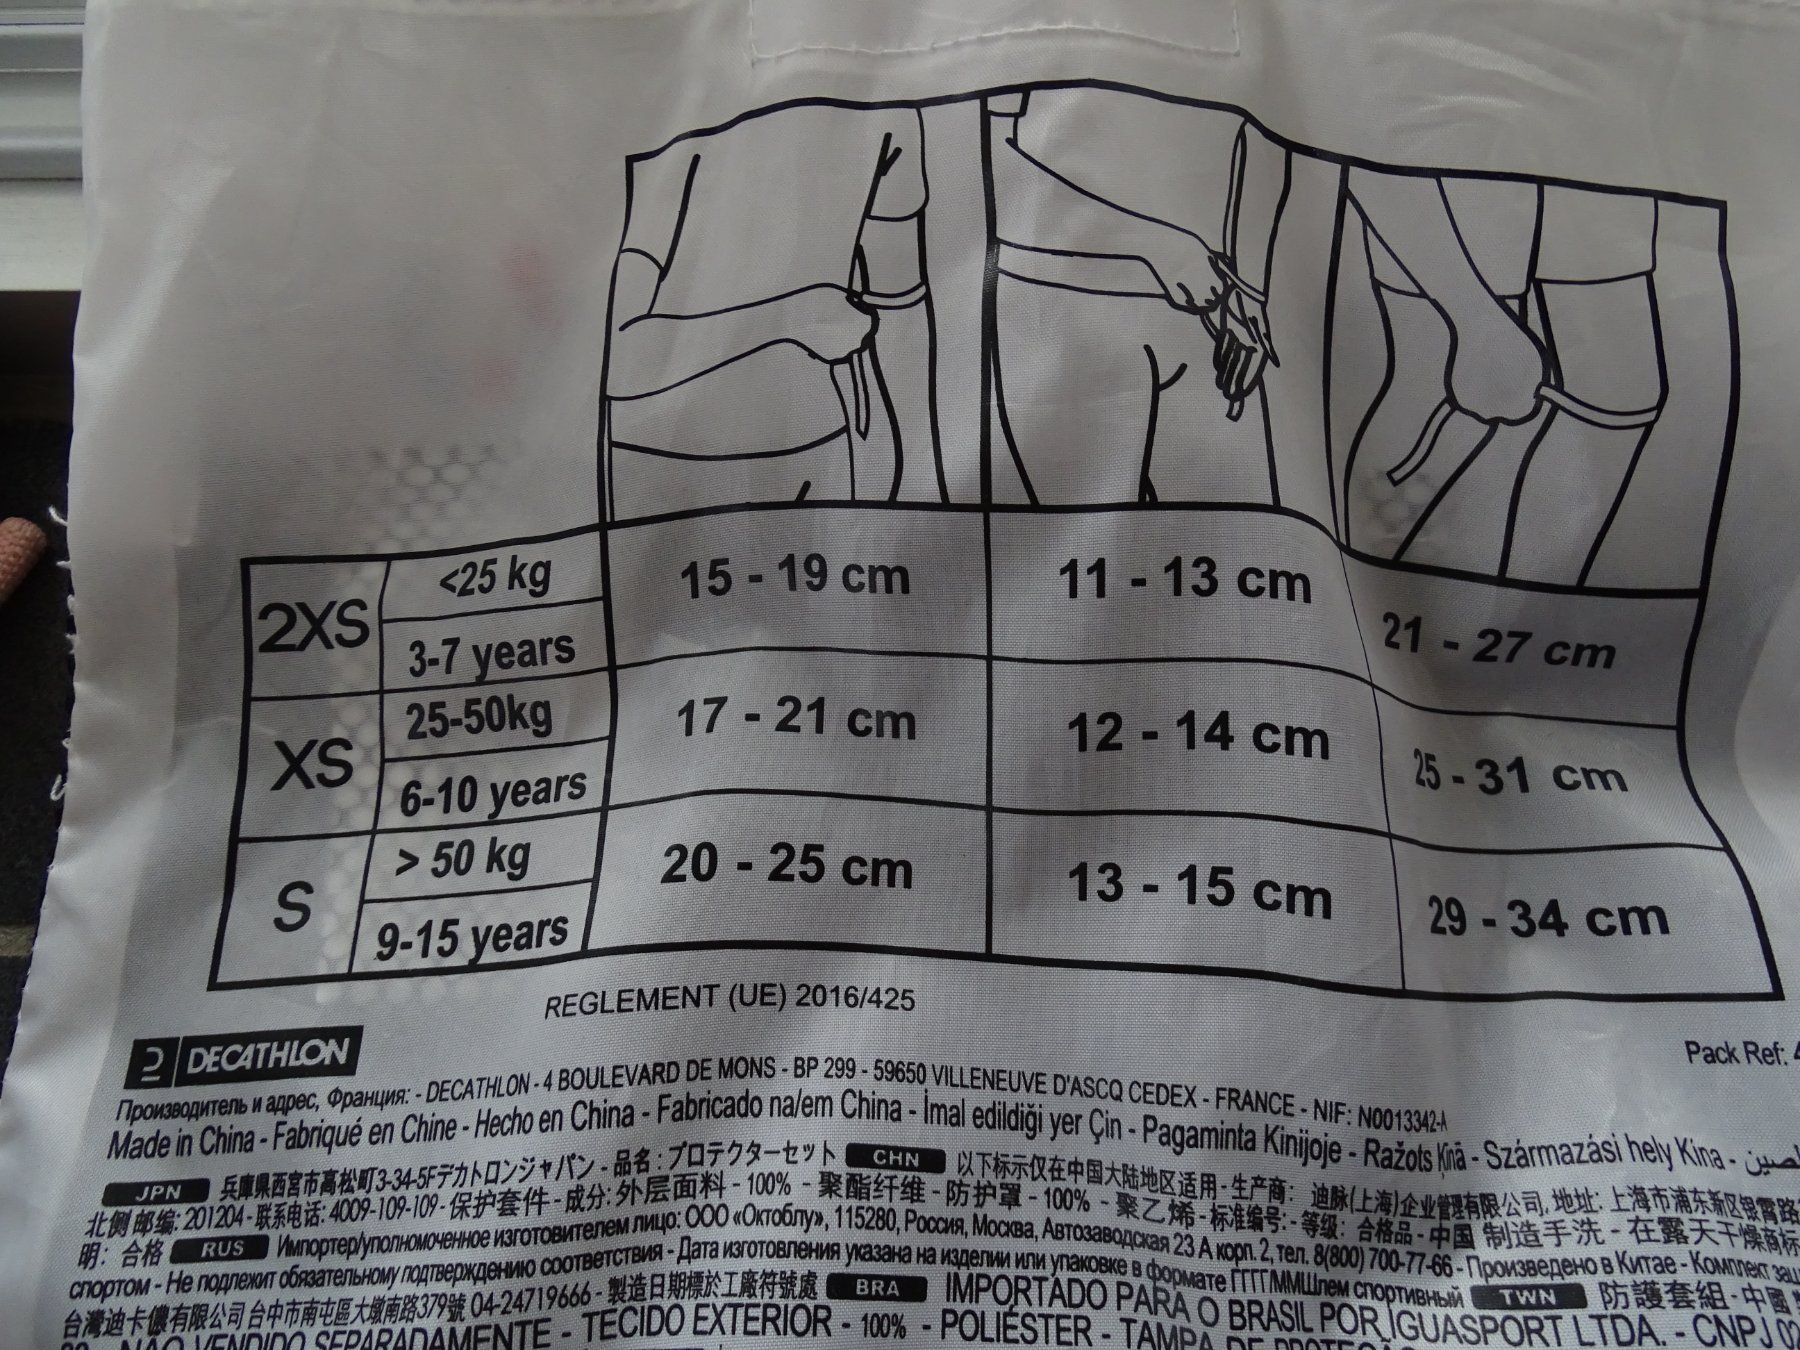 2XS <25 kg 15 - 19 cm 11 - 13 cm 21 - 27 cm
3-7 years
XS 25-50kg 17 - 21 cm 12 - 14 cm 25 - 31 cm
6-10 years
S > 50 kg 20 - 25 cm 13 - 15 cm 29 - 34 cm
9-15 years
REGLEMENT (UE) 2016/425
DECATHLON
Pack Ref: 4
Производитель и адрес, Франция: - DECATHLON - 4 BOULEVARD DE MONS - BP 299 - 59650 VILLENEUVE D'ASCQ CEDEX - FRANCE - NIF: N0013342-A
Made in China - Fabriqué en Chine - Hecho en China - Fabricado na/em China - İmal edildiği yer Çin - Pagaminta Kinijoje - Ražots Ķīnā - Származási hely Kína -
JPN 兵庫県西宮市高松町3-34-5Fデカトロンジャパン - 品名 : プロテクターセット CHN 以下标示仅在中国大陆地区适用 - 生产商: 迪脉(上海)企业管理有限公司, 地址: 上海市浦东新区银霄路
北侧 邮编: 201204 - 联系电话: 4009-109-109 - 保护套件 - 成分: 外层面料 - 100% - 聚酯纤维 - 防护罩 - 100% - 聚乙烯 - 标准编号: - 等级: 合格品 - 中国 制造手洗 - 在露天干燥商标
明: 合格 RUS Импортер/уполномоченное изготовителем лицо: ООО «Октоблу», 115280, Россия, Москва, Автозаводская 23 А корп. 2, тел. 8(800) 700-77-66 - Произведено в Китае - Комплект защ
спортом - Не подлежит обязательному подтверждению соответствия - Дата изготовления указана на изделии или упаковке в формате ГГГГ/ММШлем спортивный TWN 防護套組 - 中國
台灣迪卡儂有限公司 台中市南屯區大墩南路379號 04-24719666 - 製造日期標於工廠符號處 BRA IMPORTADO PARA O BRASIL POR IGUASPORT LTDA. - CNPJ 02
NÃO VENDIDO SEPARADAMENTE - TECIDO EXTERIOR - 100% - POLIÉSTER - TAMPA DE